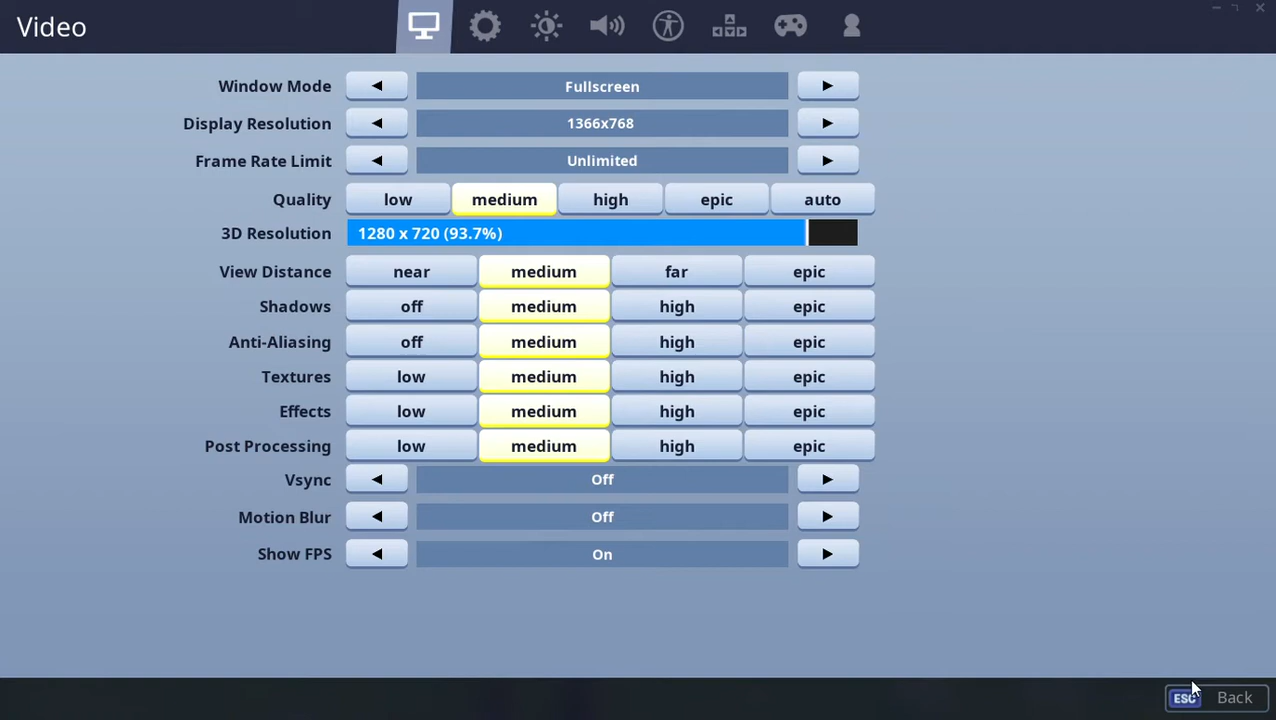 Video
Window Mode Fullscreen
Display Resolution 1366x768
Frame Rate Limit Unlimited
Quality low medium high epic auto
3D Resolution 1280 x 720 (93.7%)
View Distance near medium far epic
Shadows off medium high epic
Anti-Aliasing off medium high epic
Textures low medium high epic
Effects low medium high epic
Post Processing low medium high epic
Vsync Off
Motion Blur Off
Show FPS On
ESC Back